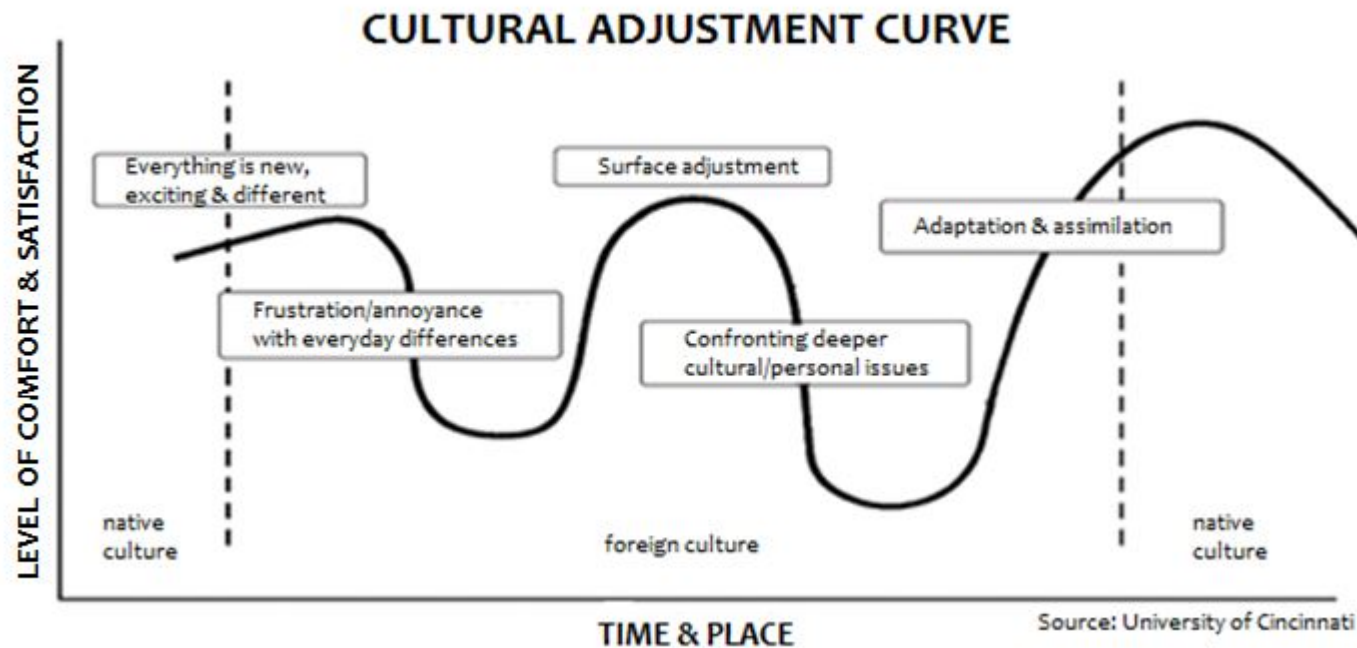 CULTURAL ADJUSTMENT CURVE
LEVEL OF COMFORT & SATISFACTION
Everything is new,
exciting & different
Frustration/annoyance
with everyday differences
Surface adjustment
Confronting deeper
cultural/personal issues
Adaptation & assimilation
native
culture
foreign culture
native
culture
TIME & PLACE
Source: University of Cincinnati